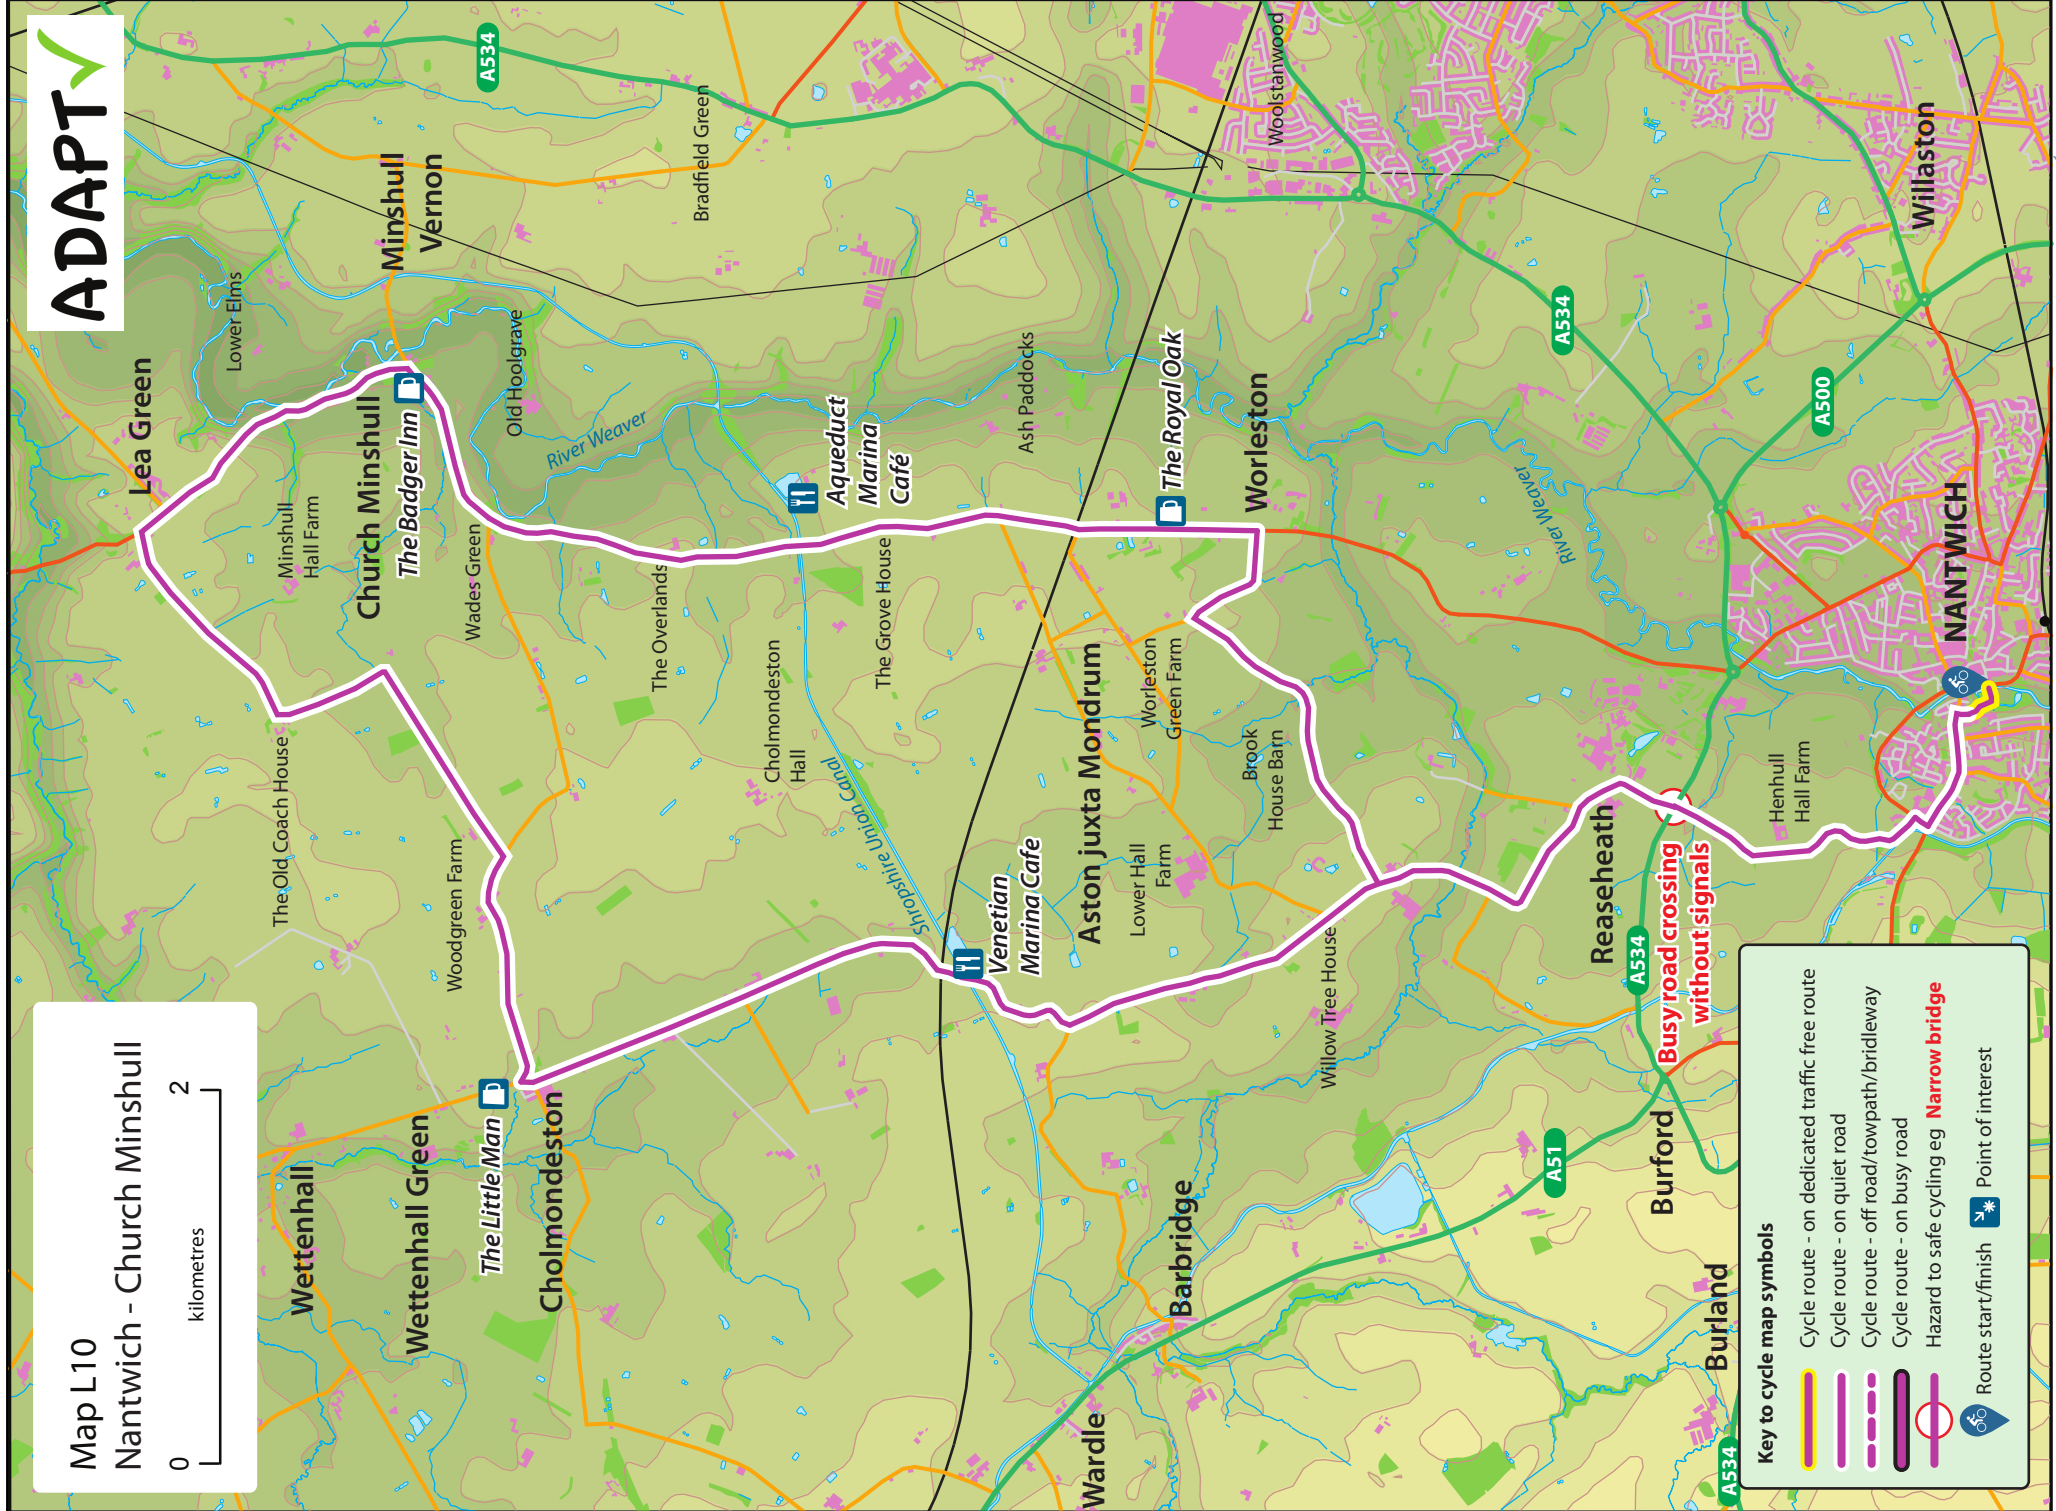 ADAPT
Map L10
Nantwich - Church Minshull
0
2
kilometres
A534
Lea Green
Lower Elms
Minshull
Vernon
Bradfield Green
Woolstanwood
Minshull
Hall Farm
Church Minshull
The Badger Inn
Old Hoolgrave
River Weaver
Wades Green
The Old Coach House
Woodgreen Farm
The Overlands
Aqueduct
Marina
Café
The Grove House
Ash Paddocks
The Royal Oak
Worleston
Cholmondeston
Hall
Shropshire Union Canal
Venetian
Marina Cafe
Aston juxta Mondrum
Worleston
Green Farm
Lower Hall
Farm
Brook
House Barn
Willow Tree House
Wettenhall
Wettenhall Green
The Little Man
Cholmondeston
Barbridge
Wardle
A51
Burford
Burland
A534
A534
Busy road crossing
without signals
Reaseheath
Henhull
Hall Farm
River Weaver
A534
A500
Willaston
NANTWICH
Key to cycle map symbols
Cycle route - on dedicated traffic free route
Cycle route - on quiet road
Cycle route - off road/towpath/bridleway
Cycle route - on busy road
Hazard to safe cycling eg Narrow bridge
Route start/finish
Point of interest